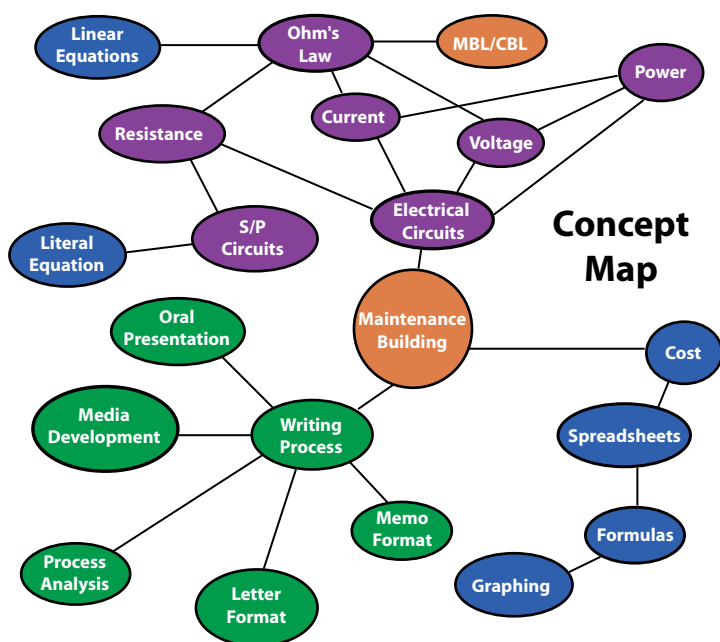 Linear
Equations
Ohm's
Law
MBL/CBL
Power
Current
Resistance
Voltage
Electrical
Circuits
S/P
Circuits
Literal
Equation
Concept
Map
Oral
Presentation
Maintenance
Building
Cost
Media
Development
Writing
Process
Spreadsheets
Memo
Format
Formulas
Process
Analysis
Letter
Format
Graphing